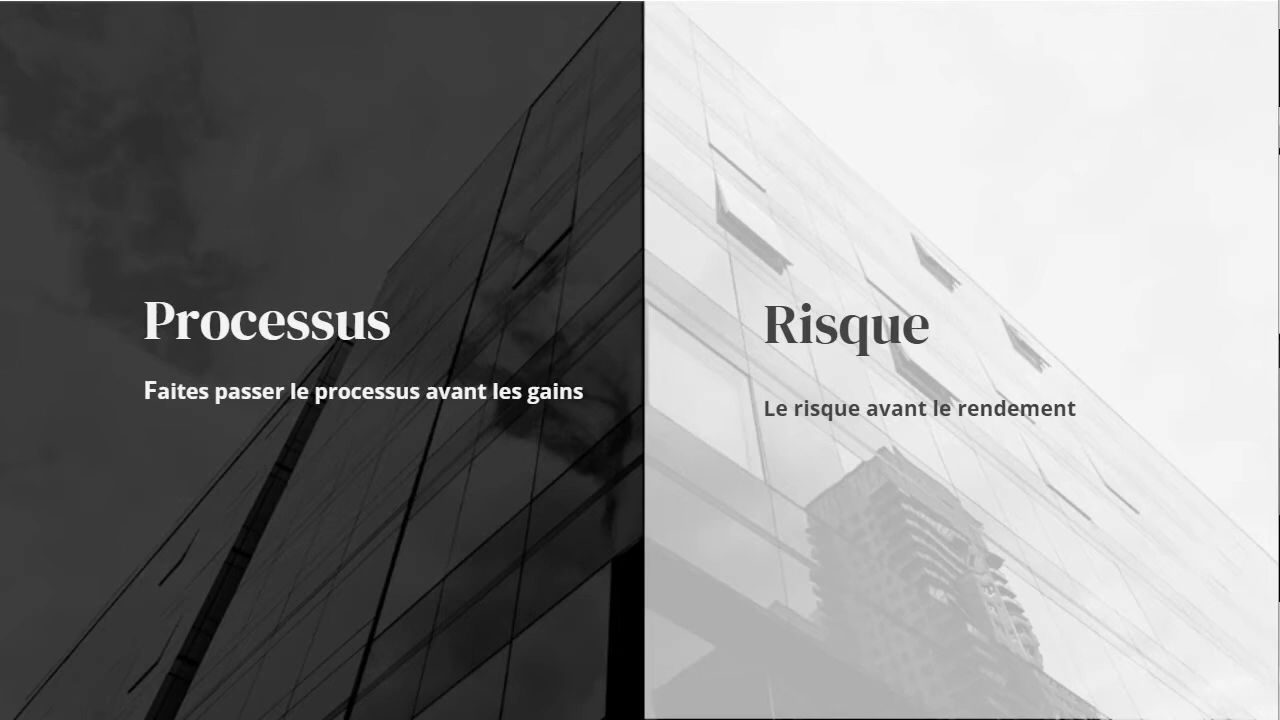 Processus
Faites passer le processus avant les gains
Risque
Le risque avant le rendement